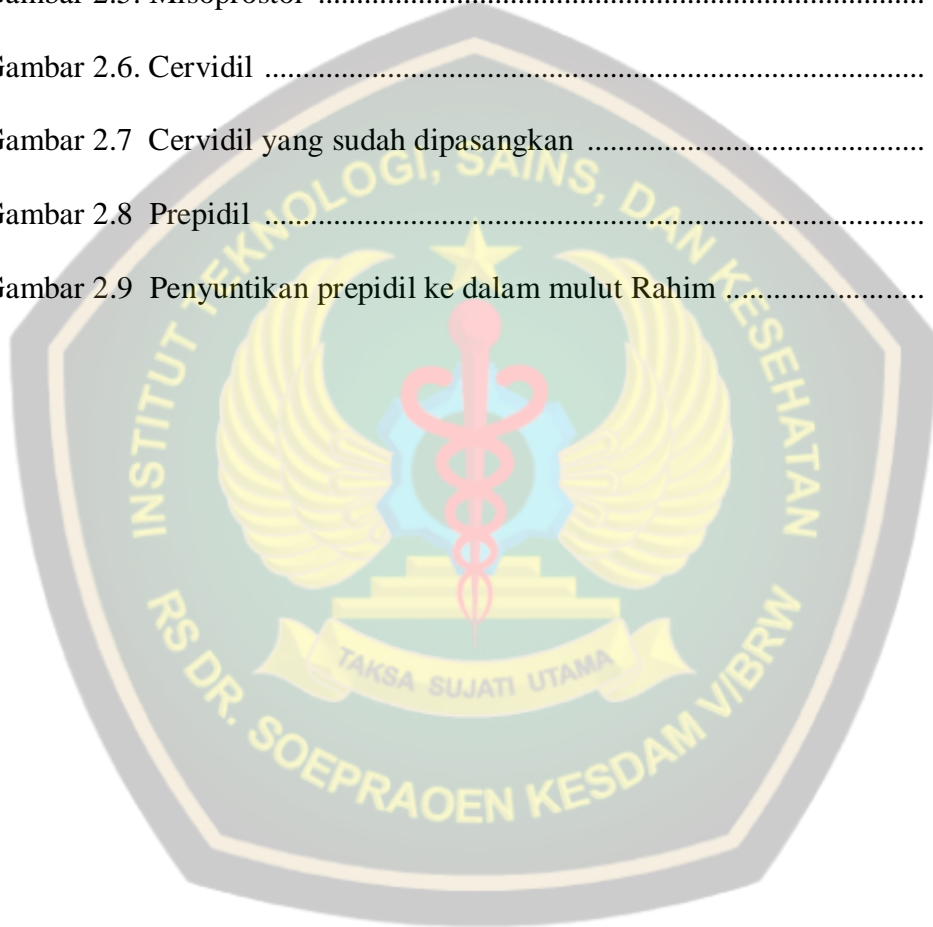 Gambar 2.5. Misoprostol ....................................................................
Gambar 2.6. Cervidil ..........................................................................
Gambar 2.7  Cervidil yang sudah dipasangkan ......................................
Gambar 2.8  Prepidil ..........................................................................
Gambar 2.9  Penyuntikan prepidil ke dalam mulut Rahim ......................
INSTITUT TEKNOLOGI, SAINS, DAN KESEHATAN
TAKSA SUJATI UTAMA
RS DR. SOEPRAOEN KESDAM V/BRW